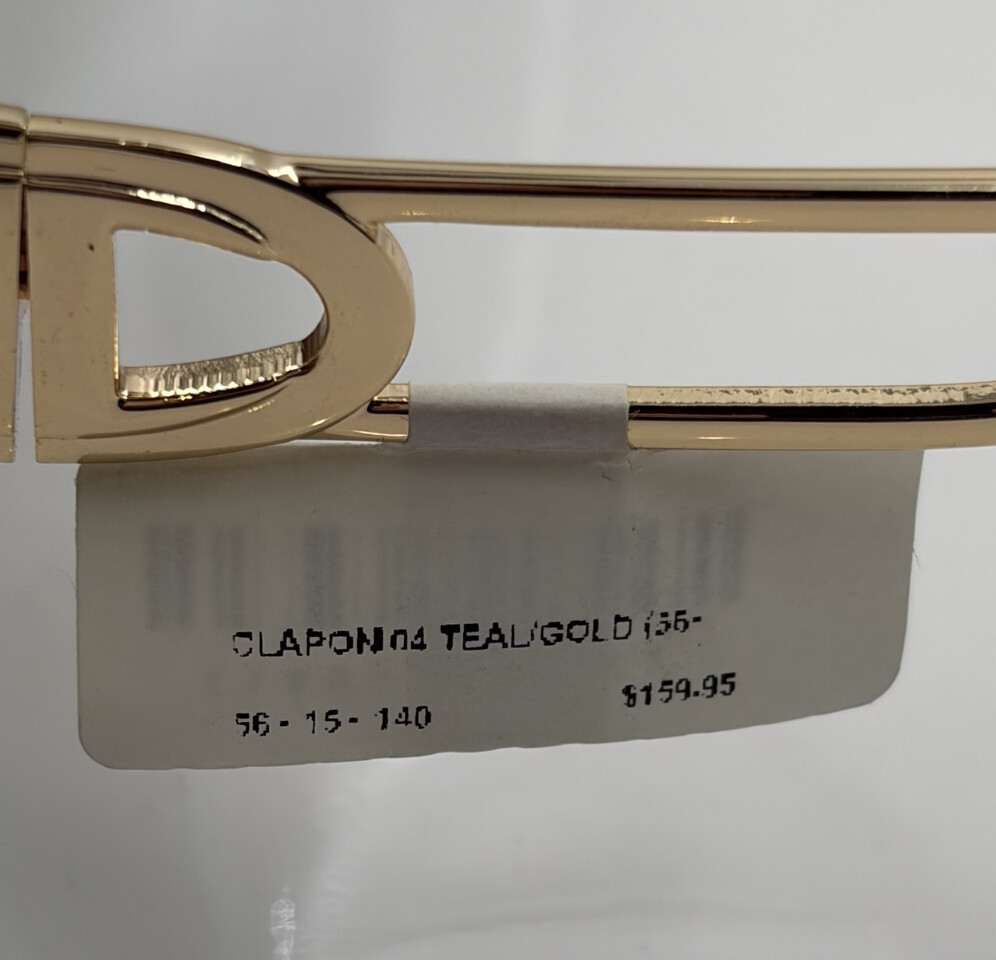 D
CLAPON 04 TEAL/GOLD (56-
$159.95
56 - 15 - 140